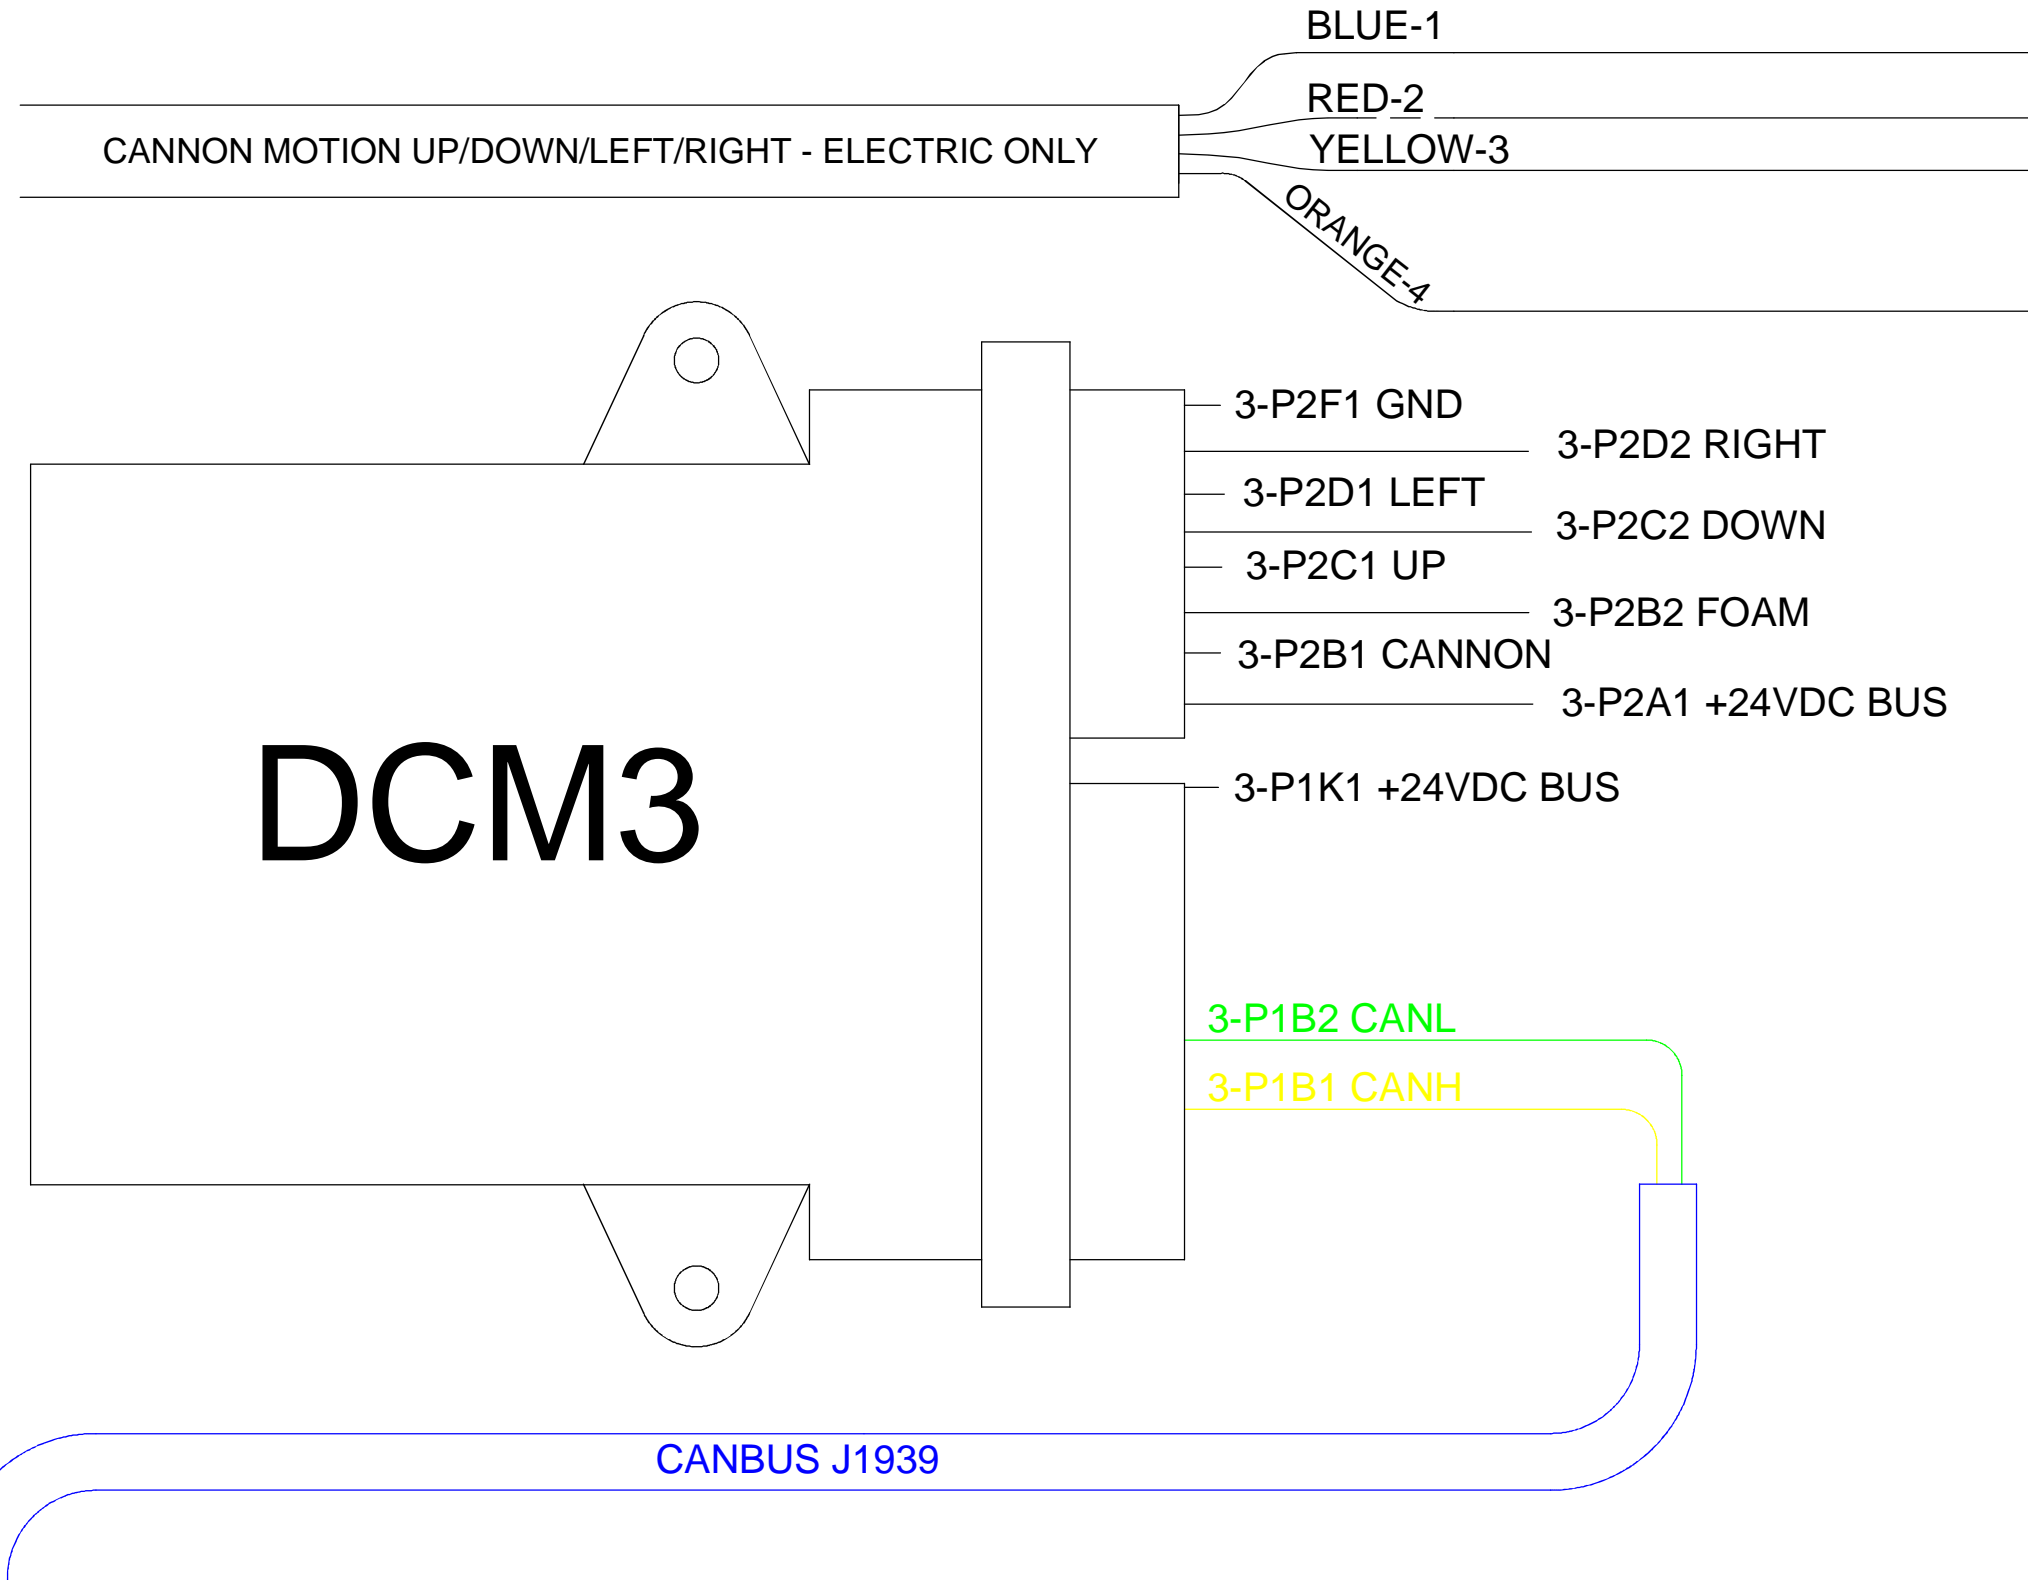 BLUE-1
RED-2
CANNON MOTION UP/DOWN/LEFT/RIGHT - ELECTRIC ONLY
YELLOW-3
ORANGE-4
3-P2F1 GND
3-P2D2 RIGHT
3-P2D1 LEFT
3-P2C2 DOWN
3-P2C1 UP
3-P2B2 FOAM
3-P2B1 CANNON
3-P2A1 +24VDC BUS
3-P1K1 +24VDC BUS
DCM3
3-P1B2 CANL
3-P1B1 CANH
CANBUS J1939